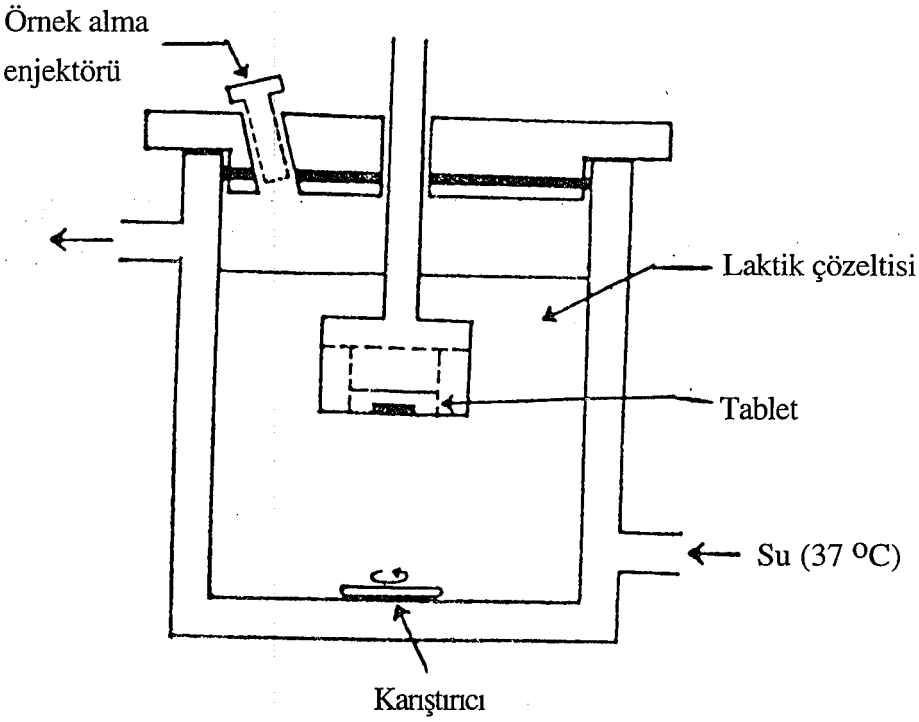 Örnek alma
enjektörü
Laktik çözeltisi
Tablet
Su (37 °C)
Karıştırıcı